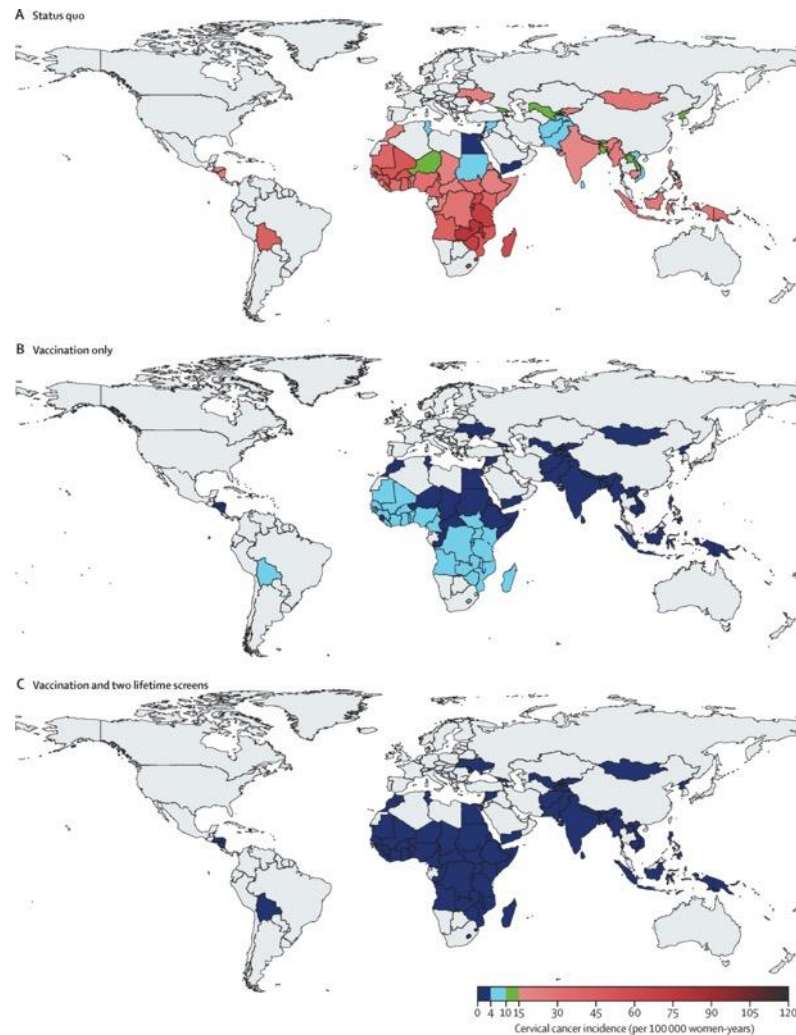 A Status quo
B Vaccination only
C Vaccination and two lifetime screens
0 4 10 15 30 45 60 75 90 105 120
Cervical cancer incidence (per 100 000 women-years)